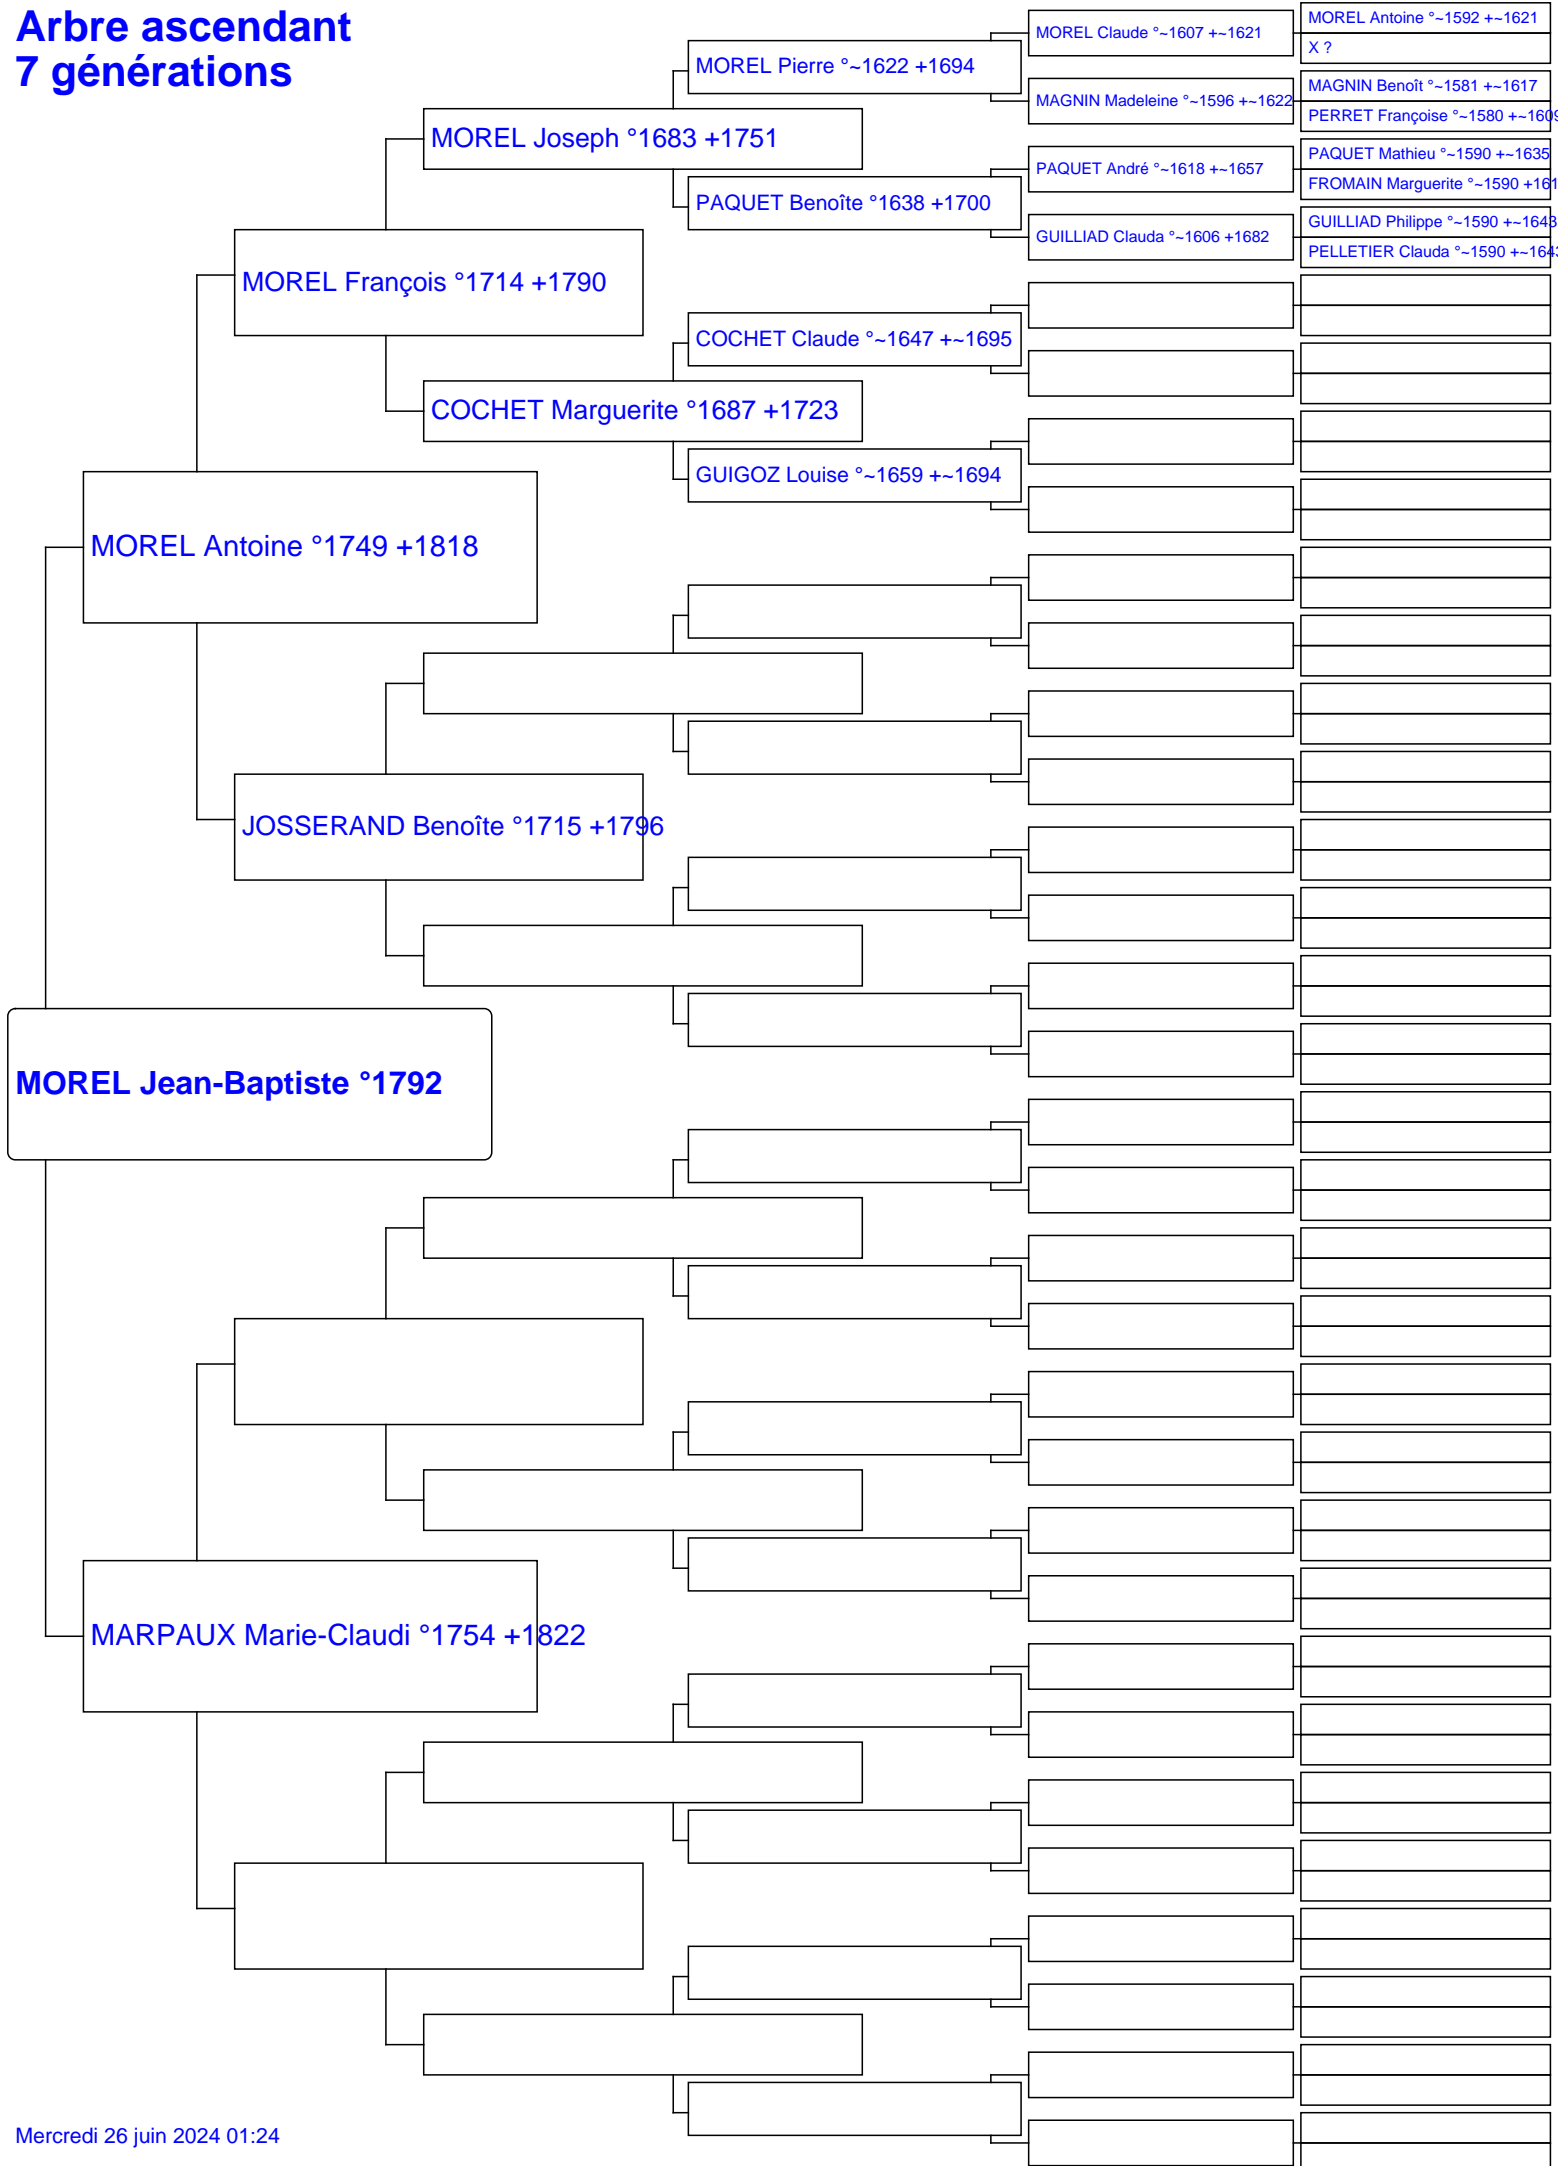 Arbre ascendant
7 générations
MOREL Jean-Baptiste °1792
MOREL Antoine °1749 +1818
MARPAUX Marie-Claudi °1754 +1822
MOREL François °1714 +1790
JOSSERAND Benoîte °1715 +1796
MOREL Joseph °1683 +1751
COCHET Marguerite °1687 +1723
MOREL Pierre °~1622 +1694
PAQUET Benoîte °1638 +1700
COCHET Claude °~1647 +~1695
GUIGOZ Louise °~1659 +~1694
MOREL Claude °~1607 +~1621
MAGNIN Madeleine °~1596 +~1622
PAQUET André °~1618 +~1657
GUILLIAD Clauda °~1606 +1682
MOREL Antoine °~1592 +~1621
X ?
MAGNIN Benoît °~1581 +~1617
PERRET Françoise °~1580 +~1609
PAQUET Mathieu °~1590 +~1635
FROMAIN Marguerite °~1590 +161
GUILLIAD Philippe °~1590 +~1643
PELLETIER Clauda °~1590 +~1643
Mercredi 26 juin 2024 01:24